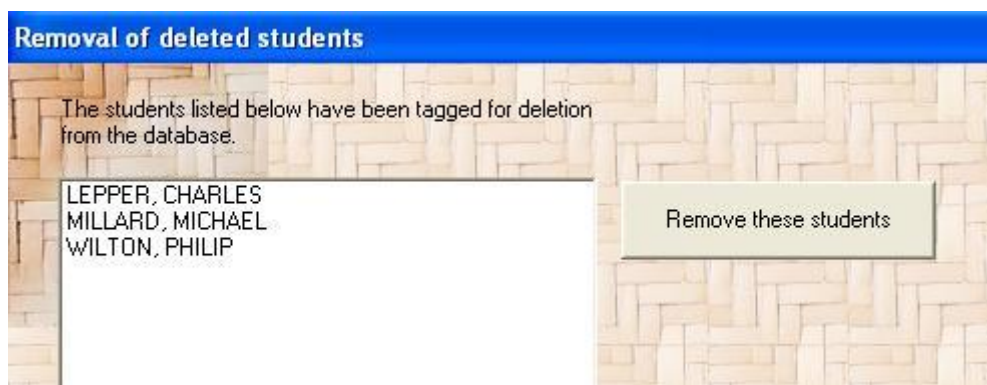 Removal of deleted students
The students listed below have been tagged for deletion
from the database.
LEPPER, CHARLES
MILLARD, MICHAEL
WILTON, PHILIP
Remove these students